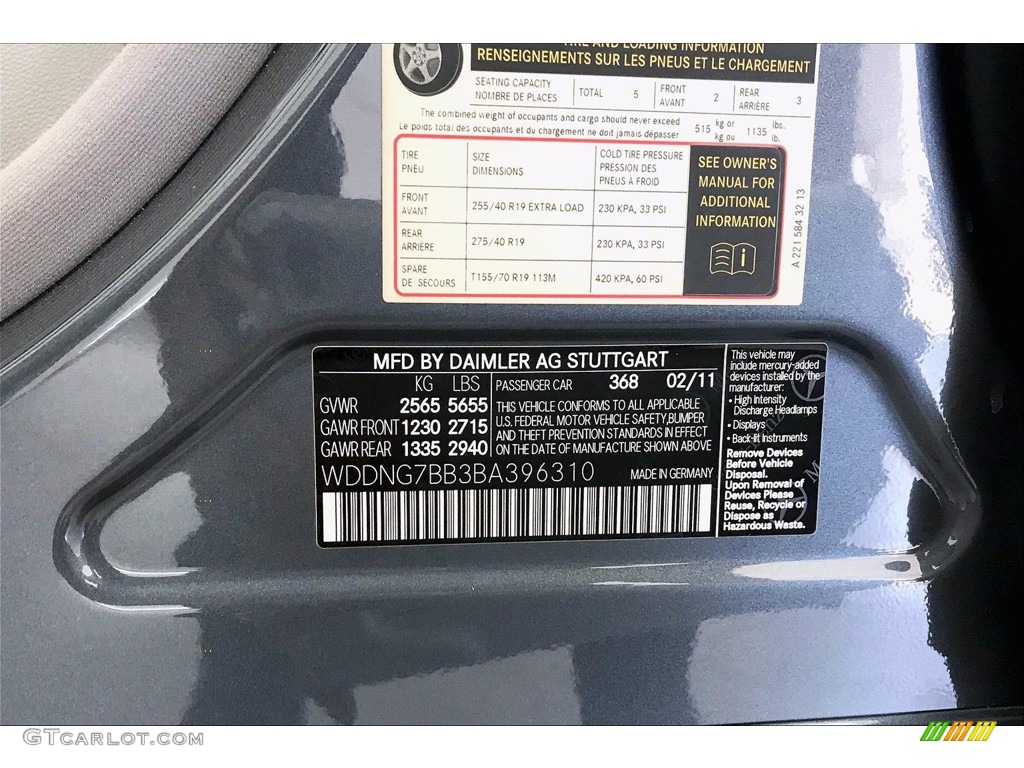 TIRE AND LOADING INFORMATION
RENSEIGNEMENTS SUR LES PNEUS ET LE CHARGEMENT
SEATING CAPACITY
NOMBRE DE PLACES
TOTAL 5
FRONT
AVANT
2
REAR
ARRIÈRE
3
The combined weight of occupants and cargo should never exceed
Le poids total des occupants et du chargement ne doit jamais dépasser
515 kg or
kg ou
1135 lbs.
lb.
TIRE
PNEU
SIZE
DIMENSIONS
COLD TIRE PRESSURE
PRESSION DES
PNEUS À FROID
FRONT
AVANT
255/40 R19 EXTRA LOAD
230 KPA, 33 PSI
REAR
ARRIERE
275/40 R19
230 KPA, 33 PSI
SPARE
DE SECOURS
T155/70 R19 113M
420 KPA, 60 PSI
SEE OWNER'S
MANUAL FOR
ADDITIONAL
INFORMATION
A 221 584 32 13
MFD BY DAIMLER AG STUTTGART
KG LBS
GVWR 2565 5655
GAWR FRONT 1230 2715
GAWR REAR 1335 2940
PASSENGER CAR 368 02/11
THIS VEHICLE CONFORMS TO ALL APPLICABLE
U.S. FEDERAL MOTOR VEHICLE SAFETY,BUMPER
AND THEFT PREVENTION STANDARDS IN EFFECT
ON THE DATE OF MANUFACTURE SHOWN ABOVE
WDDNG7BB3BA396310 MADE IN GERMANY
This vehicle may
include mercury-added
devices installed by the
manufacturer:
• High Intensity
Discharge Headlamps
• Displays
• Back-lit Instruments
Remove Devices
Before Vehicle
Disposal.
Upon Removal of
Devices Please
Reuse, Recycle or
Dispose as
Hazardous Waste.
GTCarLot.com